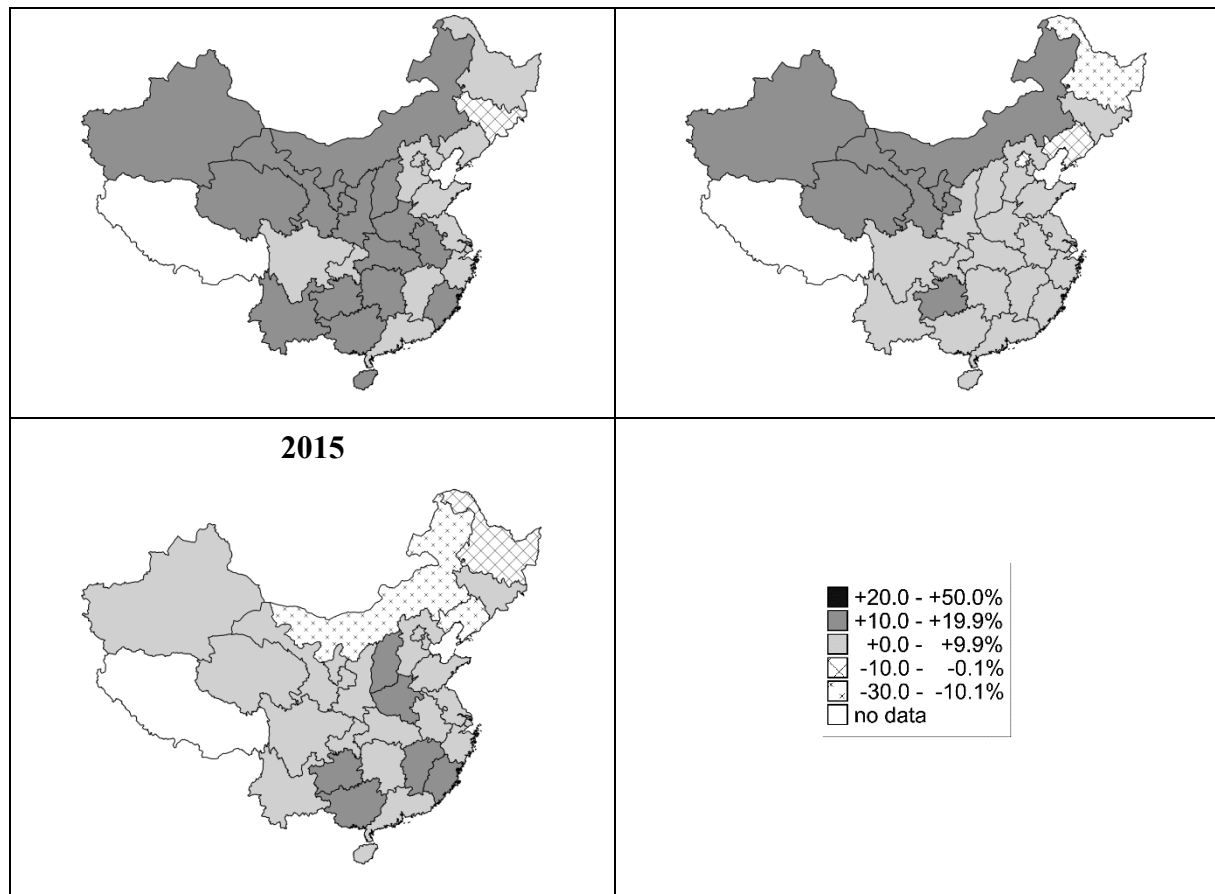 2015
+20.0 - +50.0%
+10.0 - +19.9%
+0.0 - +9.9%
-10.0 - -0.1%
-30.0 - -10.1%
no data